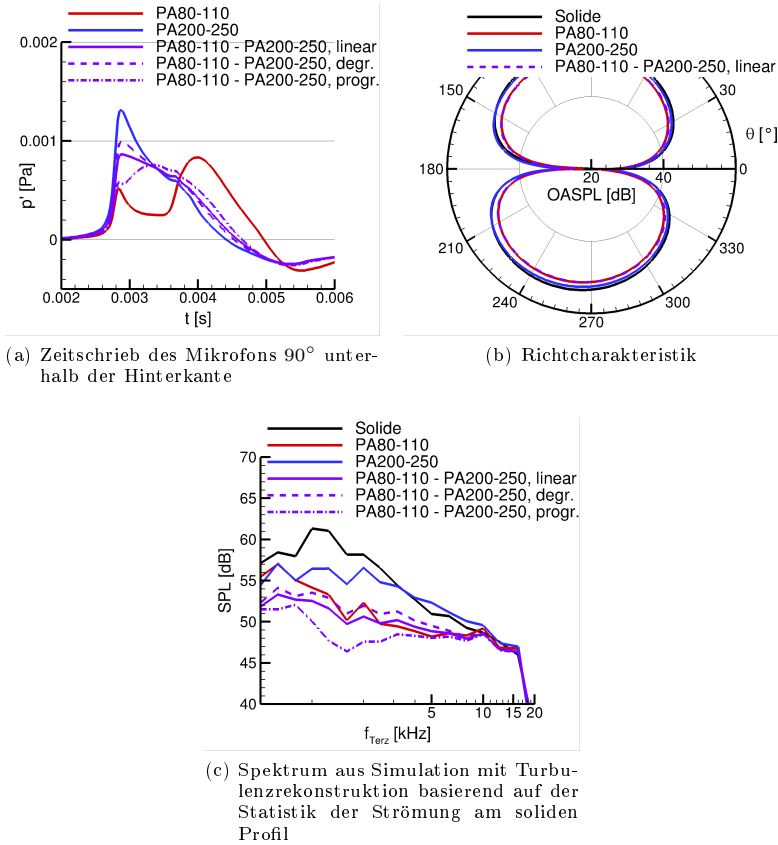 PA80-110
PA200-250
PA80-110 - PA200-250, linear
PA80-110 - PA200-250, degr.
PA80-110 - PA200-250, progr.
0.002
0.001
0
p' [Pa]
0.002 0.003 0.004 0.005 0.006
t [s]
(a) Zeitschrieb des Mikrofons 90° unter-
halb der Hinterkante
Solide
PA80-110
PA200-250
PA80-110 - PA200-250, linear
150 30
θ [°]
180 20 40 0
OASPL [dB]
210 330
240 300
270
(b) Richtcharakteristik
Solide
PA80-110
PA200-250
PA80-110 - PA200-250, linear
PA80-110 - PA200-250, degr.
PA80-110 - PA200-250, progr.
70
65
60
55
50
45
40
SPL [dB]
5 10 15 20
fTerz [kHz]
(c) Spektrum aus Simulation mit Turbu-
lenzrekonstruktion basierend auf der
Statistik der Strömung am soliden
Profil